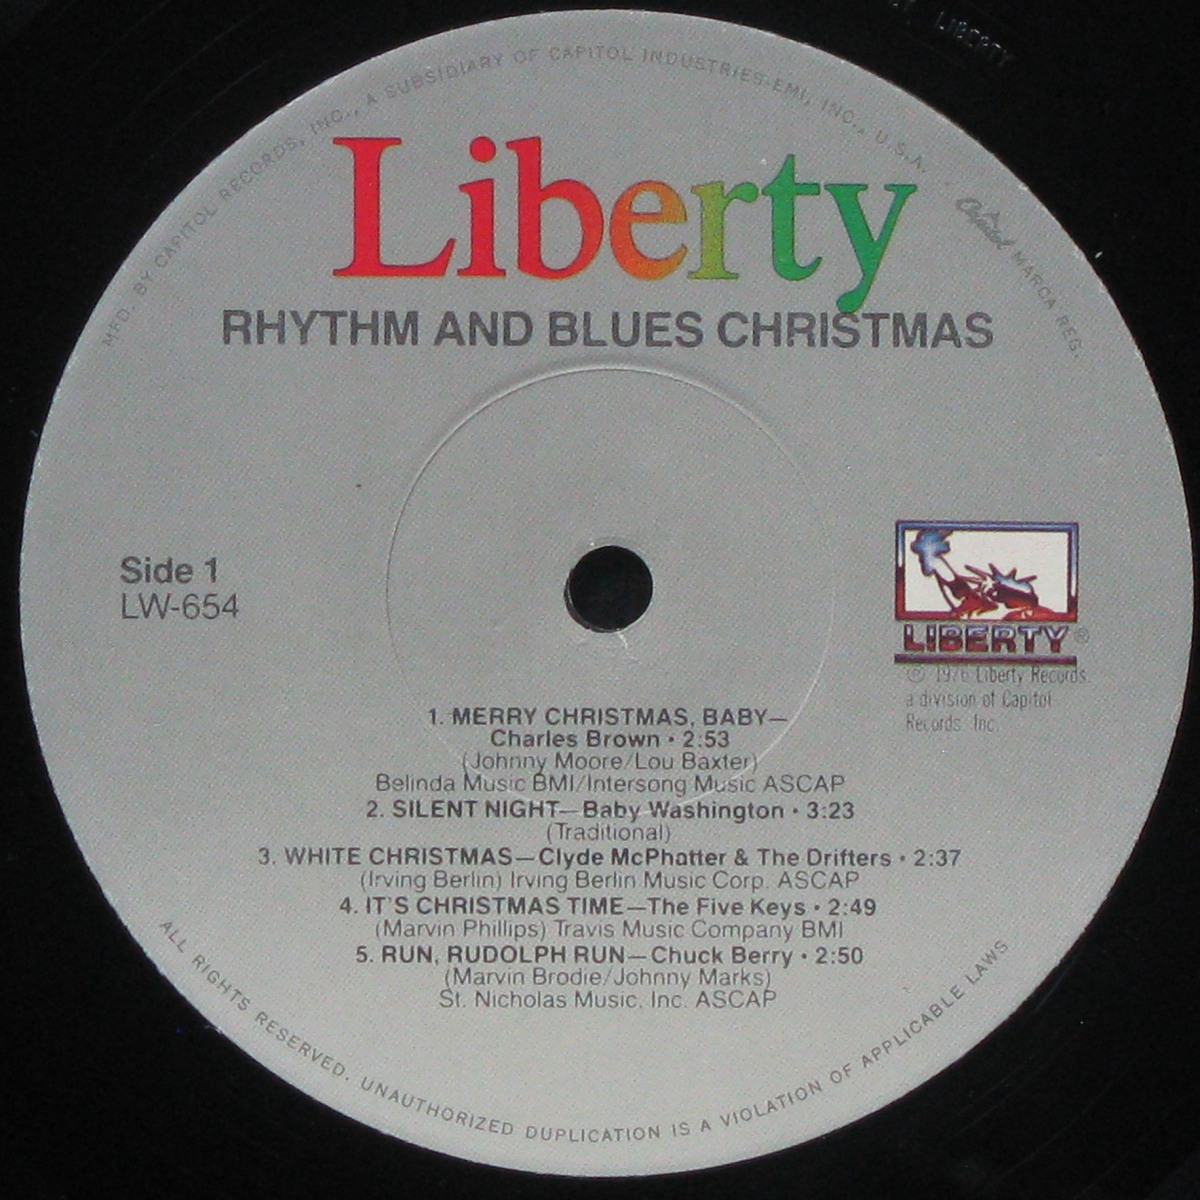 LIBERTY
MFD. BY CAPITOL RECORDS, INC., A SUBSIDIARY OF CAPITOL INDUSTRIES-EMI, INC., U.S.A. Capitol MARCA REG.
Liberty
RHYTHM AND BLUES CHRISTMAS
Side 1
LW-654
LIBERTY®
℗ 1976 Liberty Records
a division of Capitol
Records Inc.
1. MERRY CHRISTMAS, BABY—
Charles Brown • 2:53
(Johnny Moore/Lou Baxter)
Belinda Music BMI/Intersong Music ASCAP
2. SILENT NIGHT—Baby Washington • 3:23
(Traditional)
3. WHITE CHRISTMAS—Clyde McPhatter & The Drifters • 2:37
(Irving Berlin) Irving Berlin Music Corp. ASCAP
4. IT'S CHRISTMAS TIME—The Five Keys • 2:49
(Marvin Phillips) Travis Music Company BMI
5. RUN, RUDOLPH RUN—Chuck Berry • 2:50
(Marvin Brodie/Johnny Marks)
St. Nicholas Music, Inc. ASCAP
ALL RIGHTS RESERVED. UNAUTHORIZED DUPLICATION IS A VIOLATION OF APPLICABLE LAWS